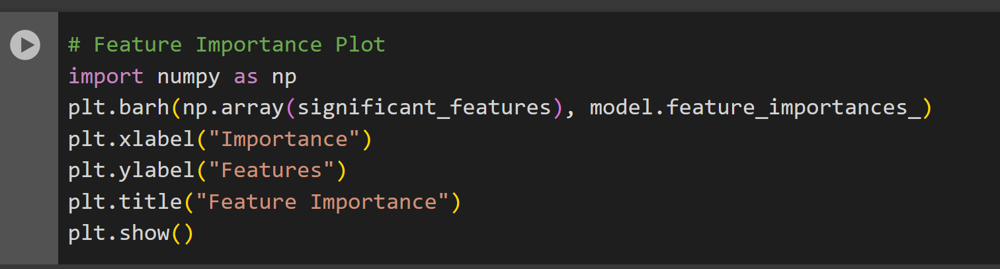 # Feature Importance Plot
import numpy as np
plt.barh(np.array(significant_features), model.feature_importances_)
plt.xlabel("Importance")
plt.ylabel("Features")
plt.title("Feature Importance")
plt.show()